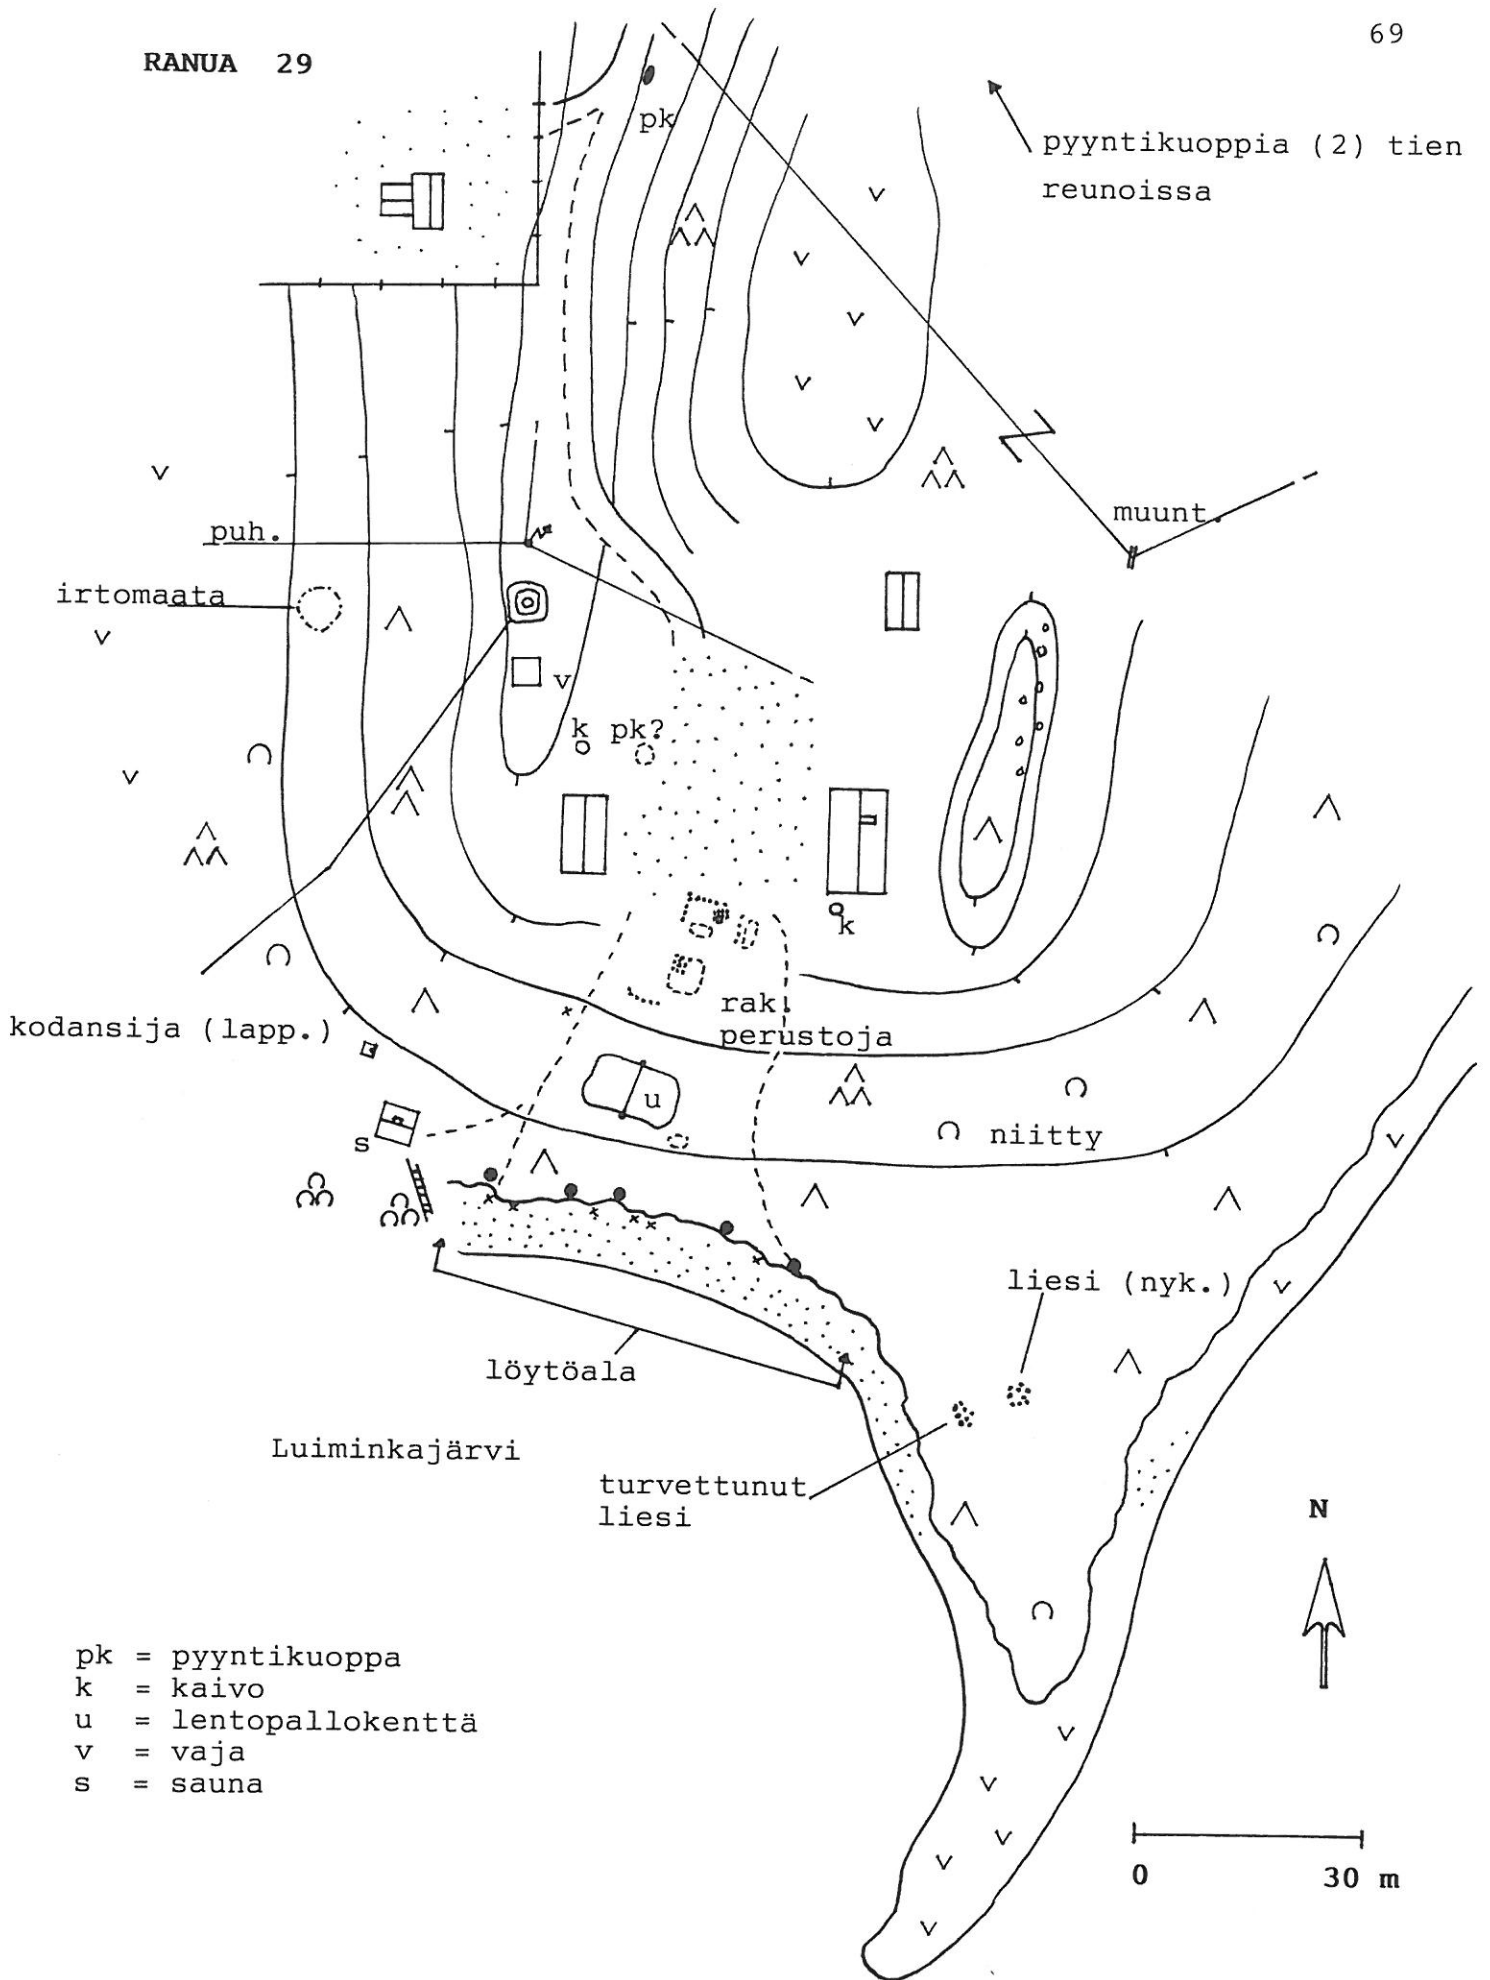 69
RANUA 29
pk
pyyntikuoppia (2) tien
reunoissa
muunt.
puh.
irtomaata
v
k pk?
k
rak.
perustoja
kodansija (lapp.)
u
s
niitty
liesi (nyk.)
löytöala
Luiminkajärvi
turvettunut
liesi
N
pk = pyyntikuoppa
k = kaivo
u = lentopallokenttä
v = vaja
s = sauna
0 30 m